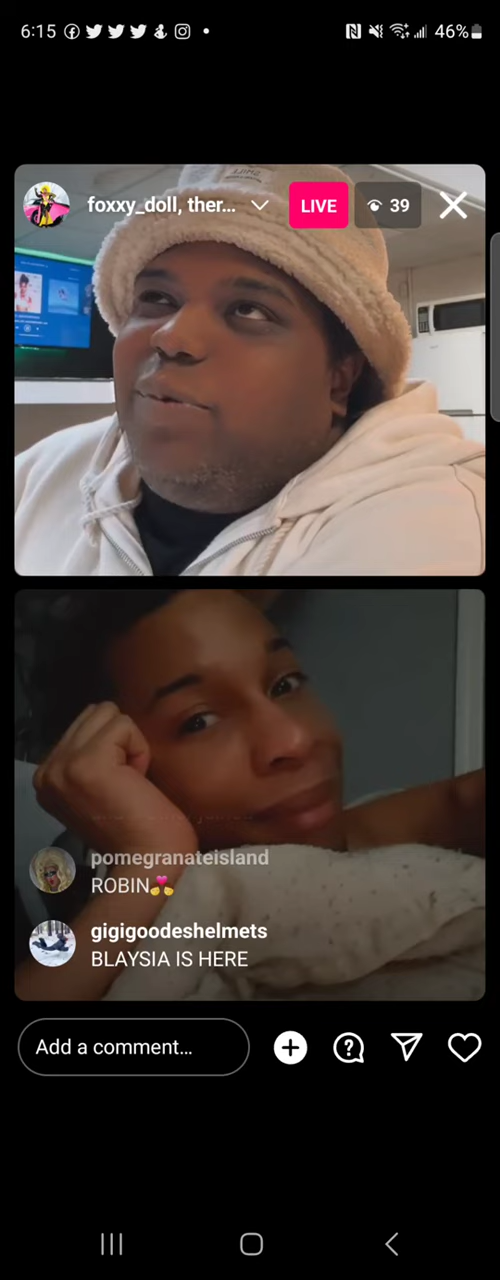 6:15
46%
foxxy_doll, ther...
LIVE
39
pomegranateisland
ROBIN
gigigoodeshelmets
BLAYSIA IS HERE
Add a comment...